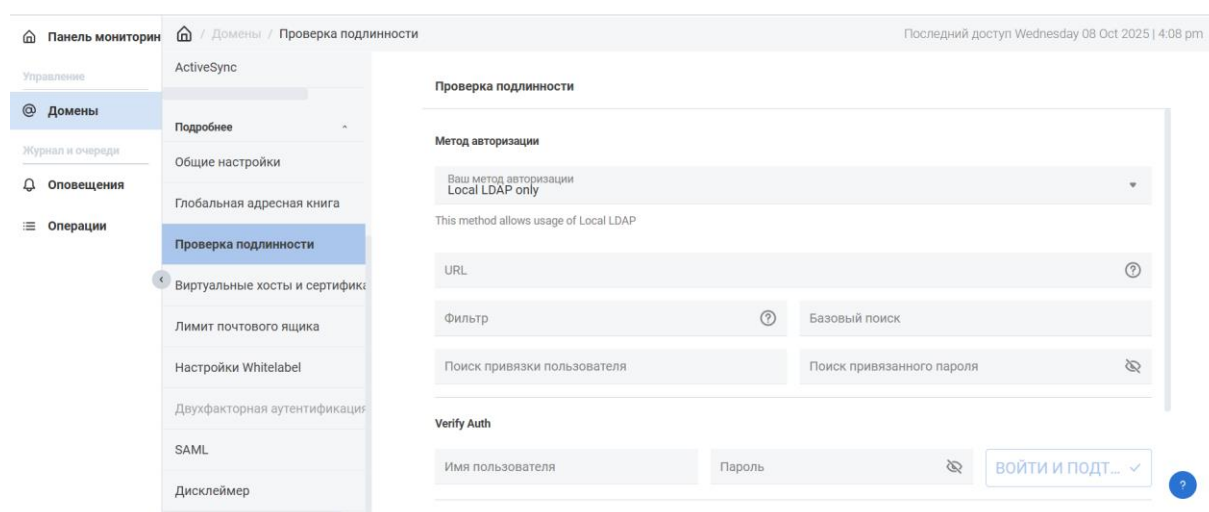 Панель мониторин
/ Домены / Проверка подлинности
Последний доступ Wednesday 08 Oct 2025 | 4:08 pm
Управление
Домены
Журнал и очереди
Оповещения
Операции
ActiveSync
Подробнее
Общие настройки
Глобальная адресная книга
Проверка подлинности
Виртуальные хосты и сертифика
Лимит почтового ящика
Настройки Whitelabel
Двухфакторная аутентификация
SAML
Дисклеймер
Проверка подлинности
Метод авторизации
Ваш метод авторизации
Local LDAP only
This method allows usage of Local LDAP
URL
Фильтр
Базовый поиск
Поиск привязки пользователя
Поиск привязанного пароля
Verify Auth
Имя пользователя
Пароль
ВОЙТИ И ПОДТ...